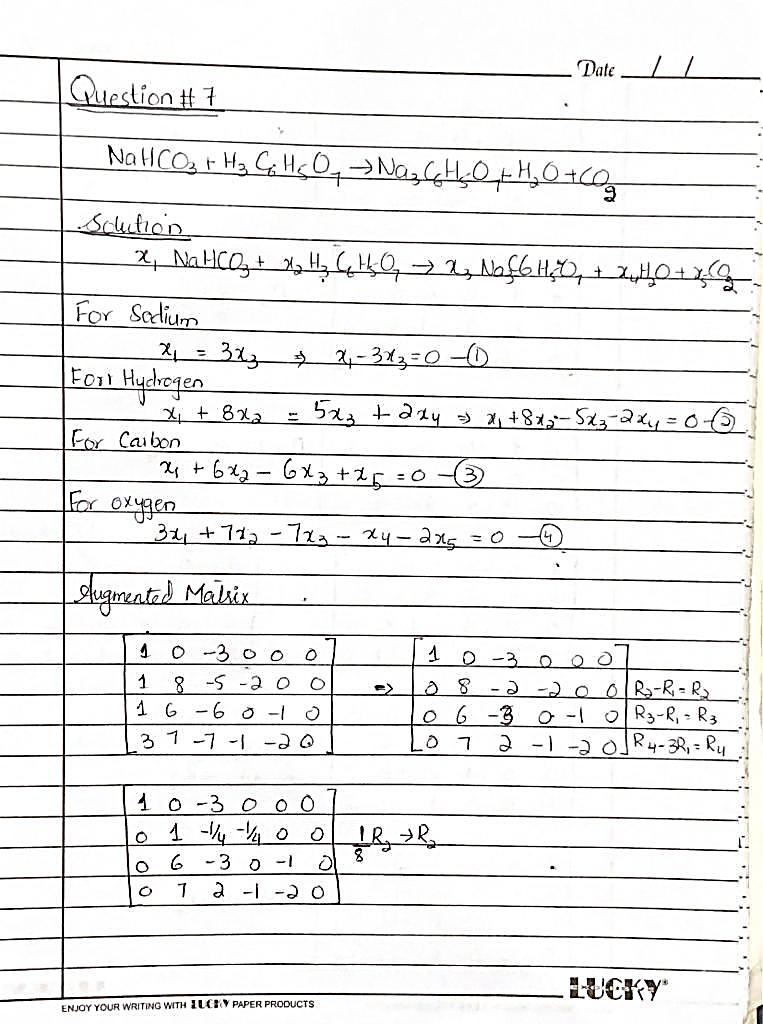 Date / /
Question # 7
NaHCO₃ + H₃C₆H₅O₇ → Na₃C₆H₅O₇ + H₂O + CO₂
Solution
x₁ NaHCO₃ + x₂ H₃C₆H₅O₇ → x₃ Na₃C6H₅O₇ + x₄H₂O + x₅CO₂
For Sodium
x₁ = 3x₃ ⇒ x₁ - 3x₃ = 0 —①
For Hydrogen
x₁ + 8x₂ = 5x₃ + 2x₄ ⇒ x₁ + 8x₂ - 5x₃ - 2x₄ = 0 -②
For Carbon
x₁ + 6x₂ - 6x₃ + x₅ = 0 —③
For oxygen
3x₁ + 7x₂ - 7x₃ - x₄ - 2x₅ = 0 —④
Augmented Matrix
1 0 -3 0 0 0
1 8 -5 -2 0 0
1 6 -6 0 -1 0
3 7 -7 -1 -2 0
⇒
1 0 -3 0 0 0
0 8 -2 -2 0 0 R₂-R₁=R₂
0 6 -3 0 -1 0 R₃-R₁=R₃
0 7 2 -1 -2 0 R₄-3R₁=R₄
1 0 -3 0 0 0
0 1 -1/4 -1/4 0 0 1/8 R₂ → R₂
0 6 -3 0 -1 0
0 7 2 -1 -2 0
LUCKY®
ENJOY YOUR WRITING WITH LUCKY PAPER PRODUCTS